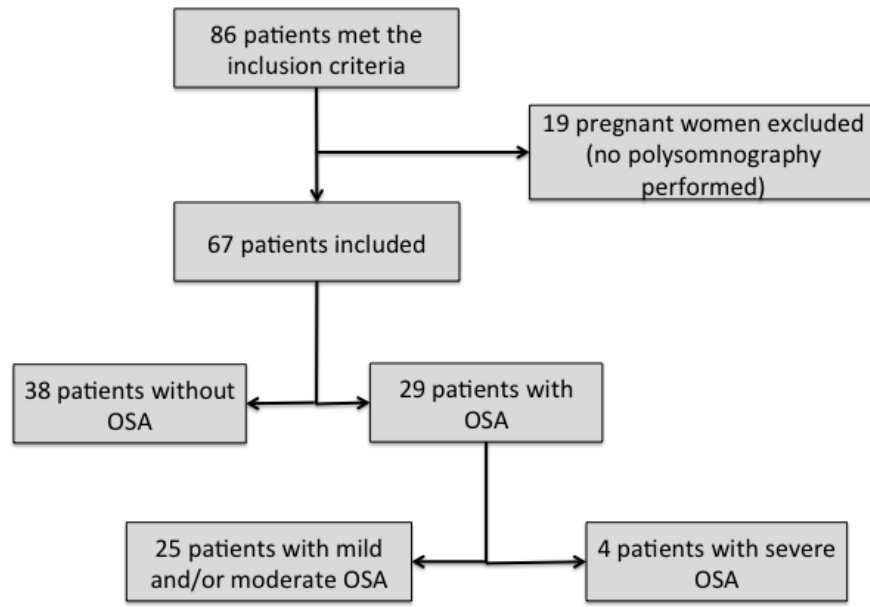 86 patients met the
inclusion criteria
19 pregnant women excluded
(no polysomnography
performed)
67 patients included
38 patients without
OSA
29 patients with
OSA
25 patients with mild
and/or moderate OSA
4 patients with severe
OSA